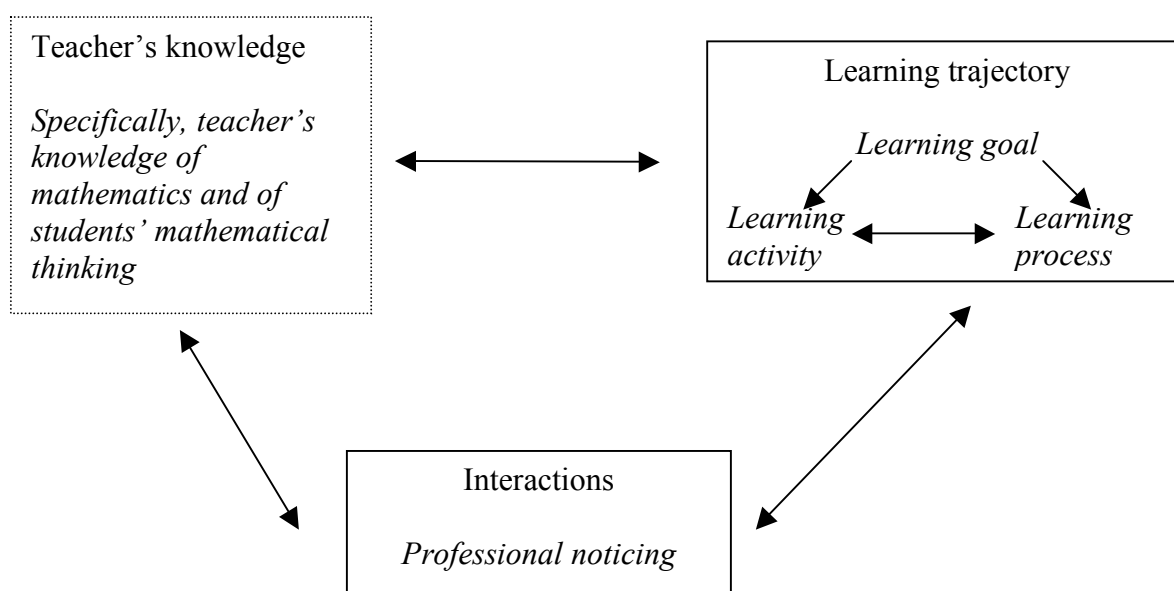 Teacher’s knowledge
Specifically, teacher’s
knowledge of
mathematics and of
students’ mathematical
thinking
Learning trajectory
Learning goal
Learning
activity
Learning
process
Interactions
Professional noticing